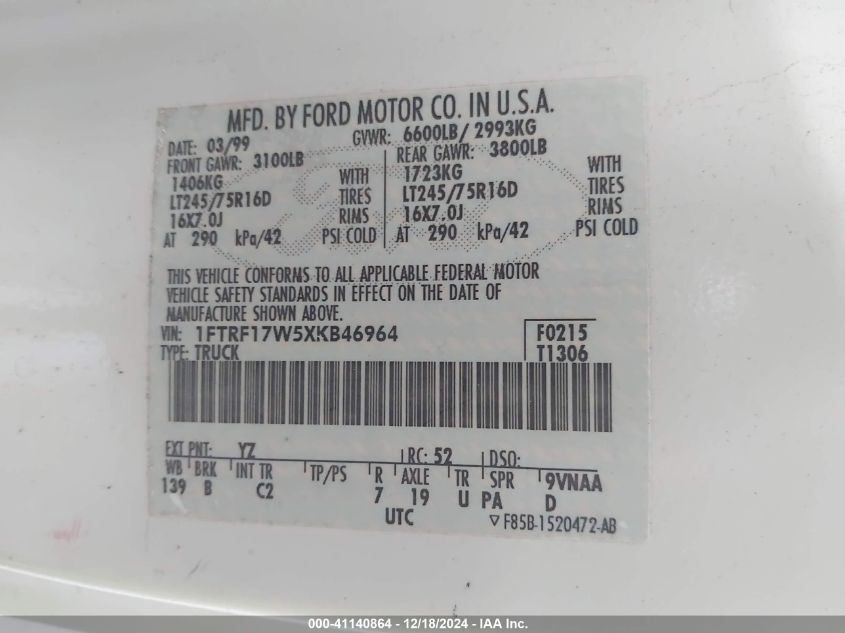 MFD. BY FORD MOTOR CO. IN U.S.A.
DATE: 03/99 GVWR: 6600LB/ 2993KG
FRONT GAWR: 3100LB REAR GAWR: 3800LB
1406KG WITH 1723KG WITH
LT245/75R16D TIRES LT245/75R16D TIRES
16X7.0J RIMS 16X7.0J RIMS
AT 290 kPa/42 PSI COLD AT 290 kPa/42 PSI COLD
THIS VEHICLE CONFORMS TO ALL APPLICABLE FEDERAL MOTOR
VEHICLE SAFETY STANDARDS IN EFFECT ON THE DATE OF
MANUFACTURE SHOWN ABOVE.
VIN: 1FTRF17W5XKB46964 F0215
TYPE: TRUCK T1306
EXT PNT: YZ RC: 52 DSO:
WB BRK INT TR TP/PS R AXLE TR SPR 9VNAA
139 B C2 7 19 U PA D
UTC ▽ F85B-1520472-AB
000-41140864 - 12/18/2024 - IAA Inc.